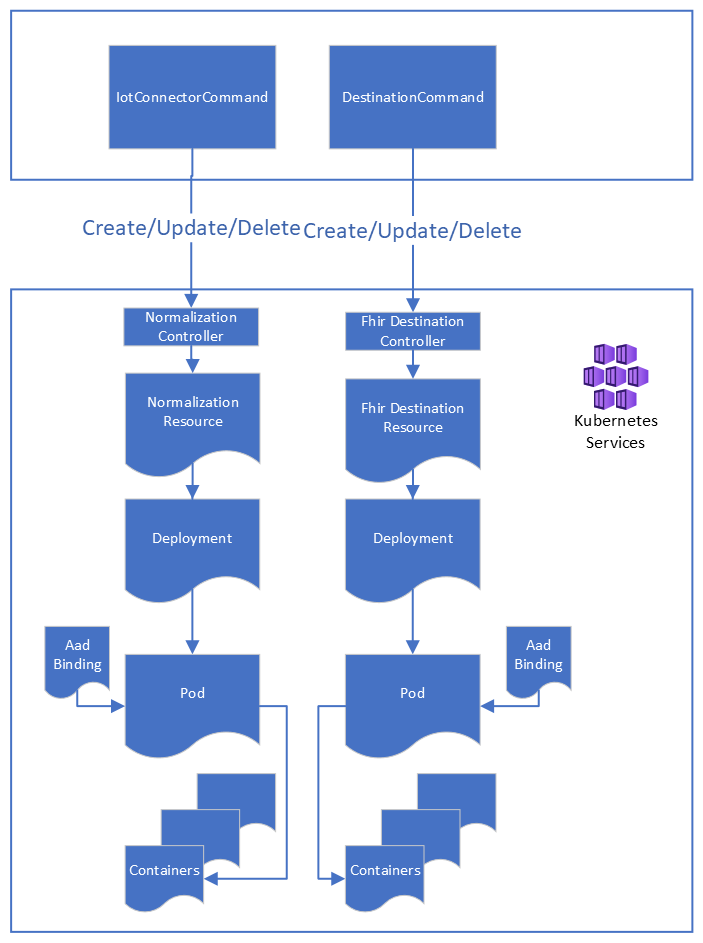 IotConnectorCommand
DestinationCommand
Create/Update/Delete
Create/Update/Delete
Normalization
Controller
Fhir Destination
Controller
Normalization
Resource
Fhir Destination
Resource
Kubernetes
Services
Deployment
Deployment
Aad
Binding
Pod
Pod
Aad
Binding
Containers
Containers